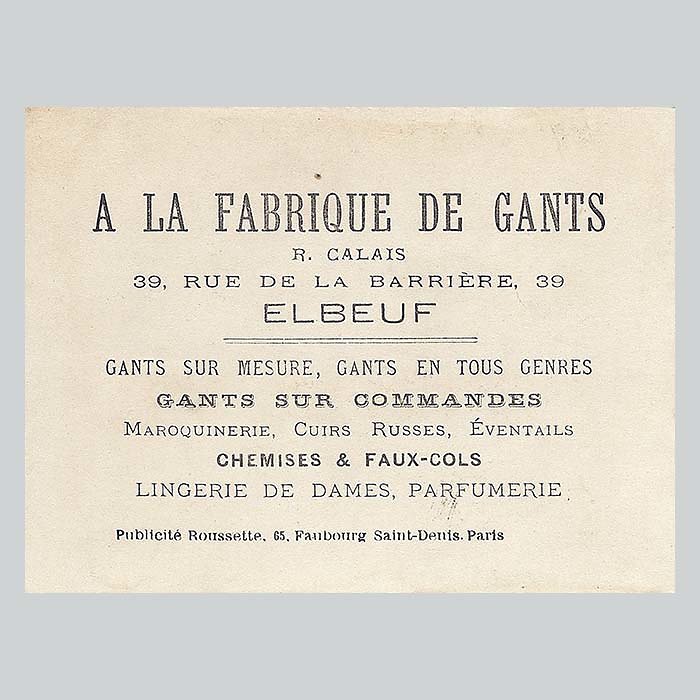 A LA FABRIQUE DE GANTS
R. CALAIS
39, RUE DE LA BARRIÈRE, 39
ELBEUF
GANTS SUR MESURE, GANTS EN TOUS GENRES
GANTS SUR COMMANDES
MAROQUINERIE, CUIRS RUSSES, ÉVENTAILS
CHEMISES & FAUX-COLS
LINGERIE DE DAMES, PARFUMERIE
Publicité Roussette, 65, Faubourg Saint-Denis. Paris